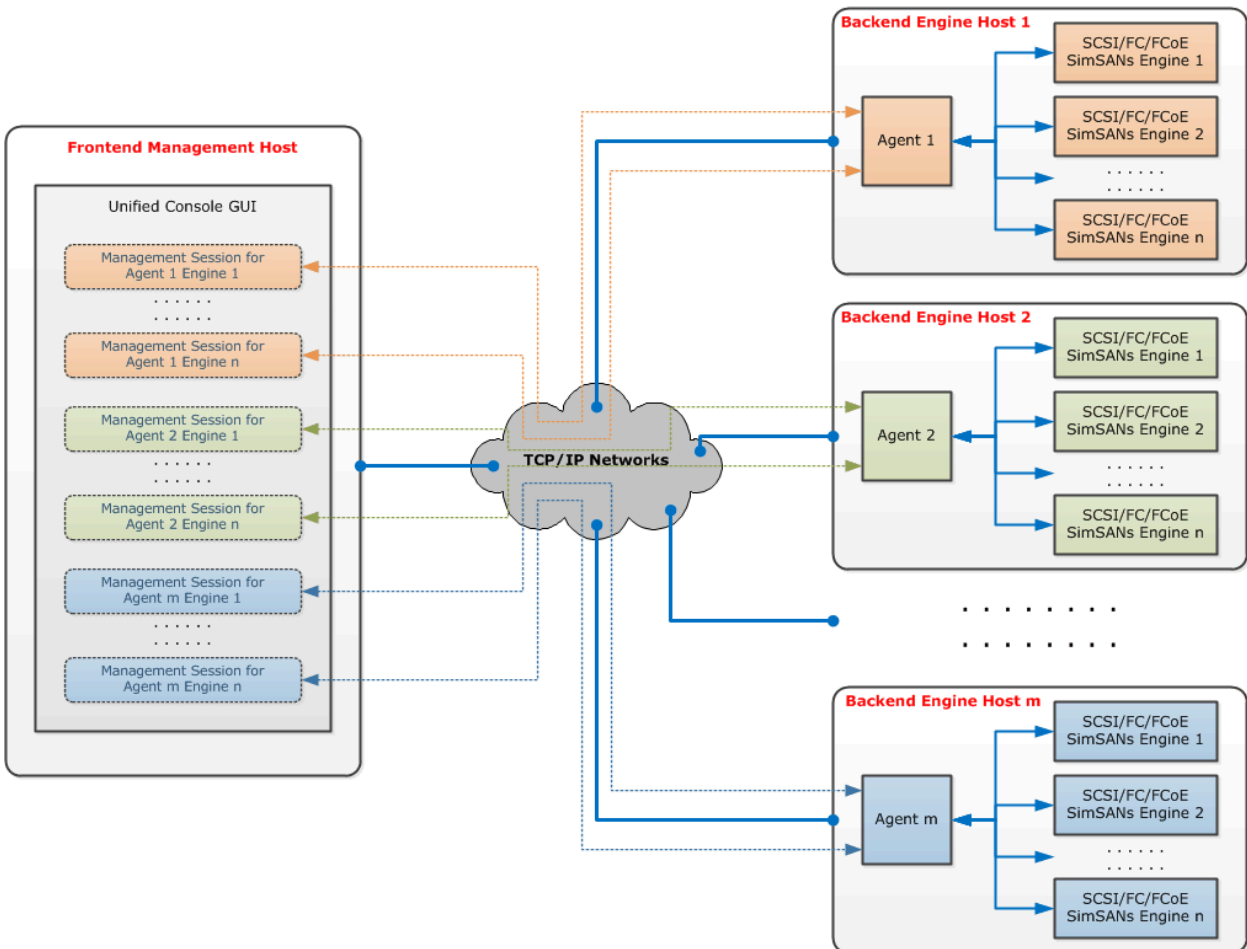 Frontend Management Host
Unified Console GUI
Management Session for
Agent 1 Engine 1
. . . . . .
. . . . . .
Management Session for
Agent 1 Engine n
Management Session for
Agent 2 Engine 1
. . . . . .
. . . . . .
Management Session for
Agent 2 Engine n
Management Session for
Agent m Engine 1
. . . . . .
. . . . . .
Management Session for
Agent m Engine n
TCP/IP Networks
Backend Engine Host 1
Agent 1
SCSI/FC/FCoE
SimSANs Engine 1
SCSI/FC/FCoE
SimSANs Engine 2
. . . . . .
. . . . . .
SCSI/FC/FCoE
SimSANs Engine n
Backend Engine Host 2
Agent 2
SCSI/FC/FCoE
SimSANs Engine 1
SCSI/FC/FCoE
SimSANs Engine 2
. . . . . .
. . . . . .
SCSI/FC/FCoE
SimSANs Engine n
. . . . . . . .
. . . . . . . .
Backend Engine Host m
Agent m
SCSI/FC/FCoE
SimSANs Engine 1
SCSI/FC/FCoE
SimSANs Engine 2
. . . . . .
. . . . . .
SCSI/FC/FCoE
SimSANs Engine n